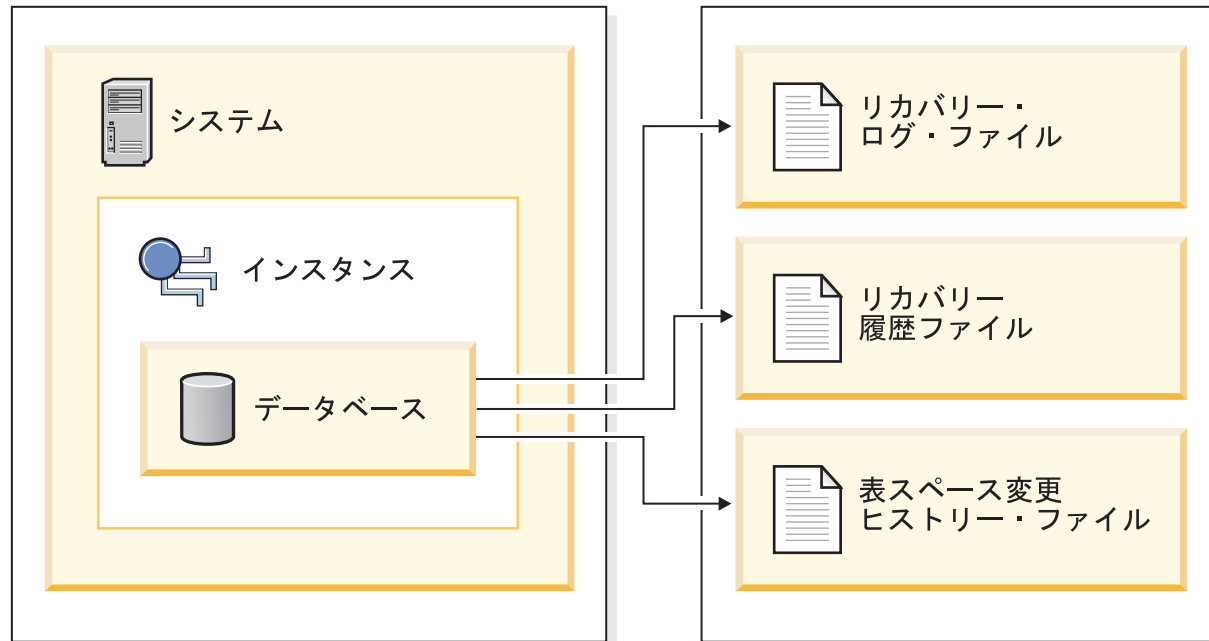 システム
インスタンス
データベース
リカバリー・
ログ・ファイル
リカバリー
履歴ファイル
表スペース変更
ヒストリー・ファイル